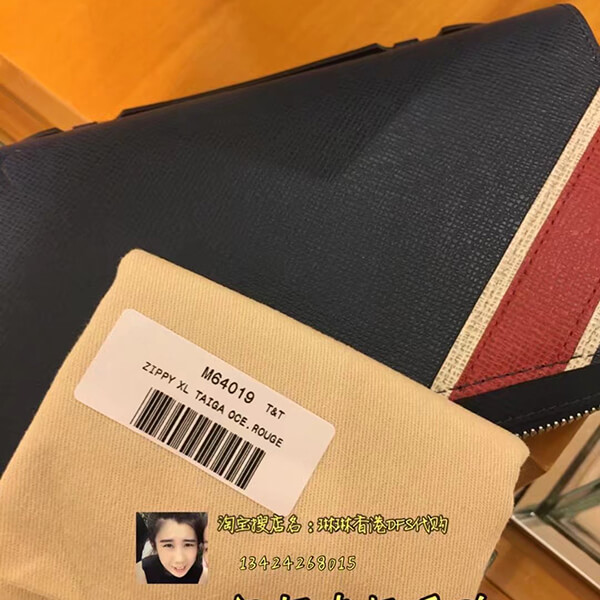 M64019 T&T
ZIPPY XL TAIGA OCE.ROUGE
淘宝搜店名：琳琳香港DFS代购
13424268015